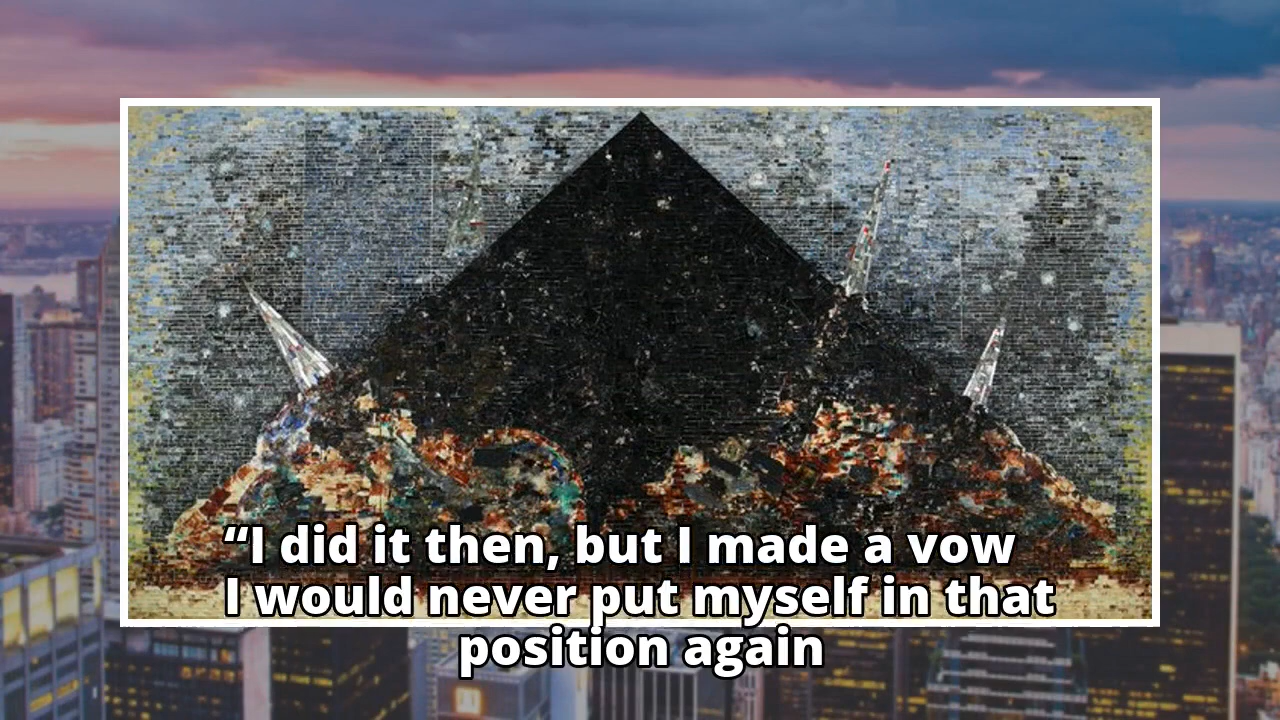 “I did it then, but I made a vow
I would never put myself in that
position again